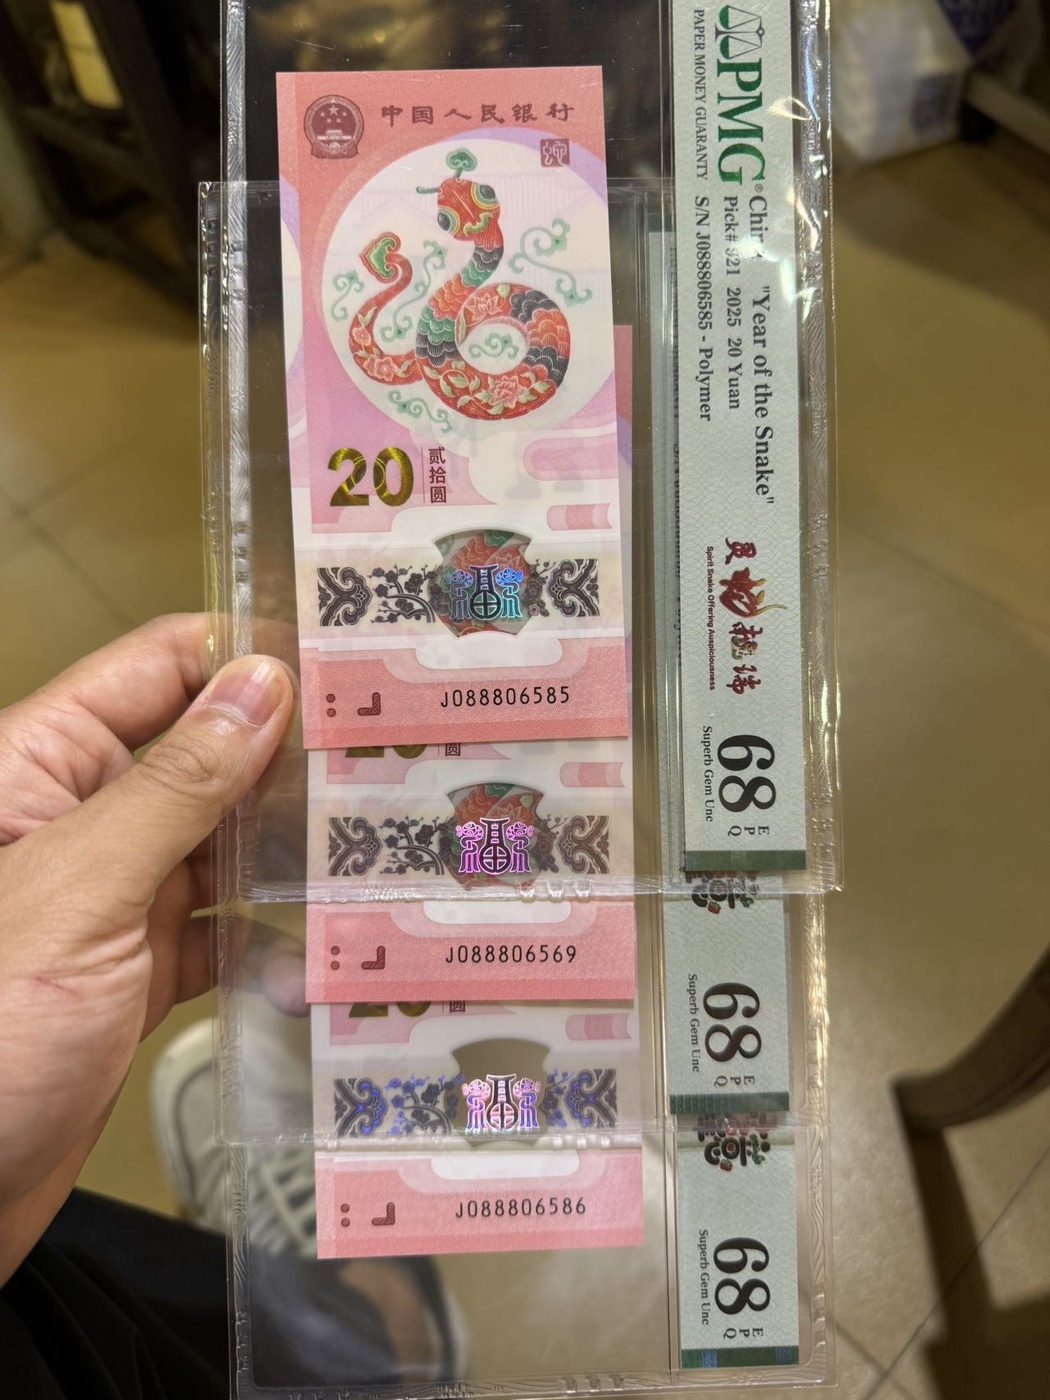 中国人民银行
20
贰拾圆
J088806585
圆
J088806569
圆
J088806586
PMG
®
PAPER MONEY GUARANTY
"Year of the Snake"
2025 20 Yuan
S/N J088806585 - Polymer
Spirit Snake Offering Auspiciousness
68
EPQ
Superb Gem Unc
68
EPQ
Superb Gem Unc
68
EPQ
Superb Gem Unc